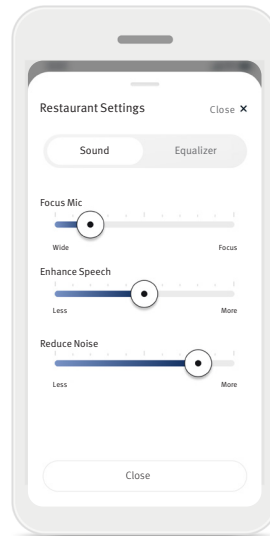 Restaurant Settings
Close ×
Sound Equalizer
Focus Mic
Wide Focus
Enhance Speech
Less More
Reduce Noise
Less More
Close